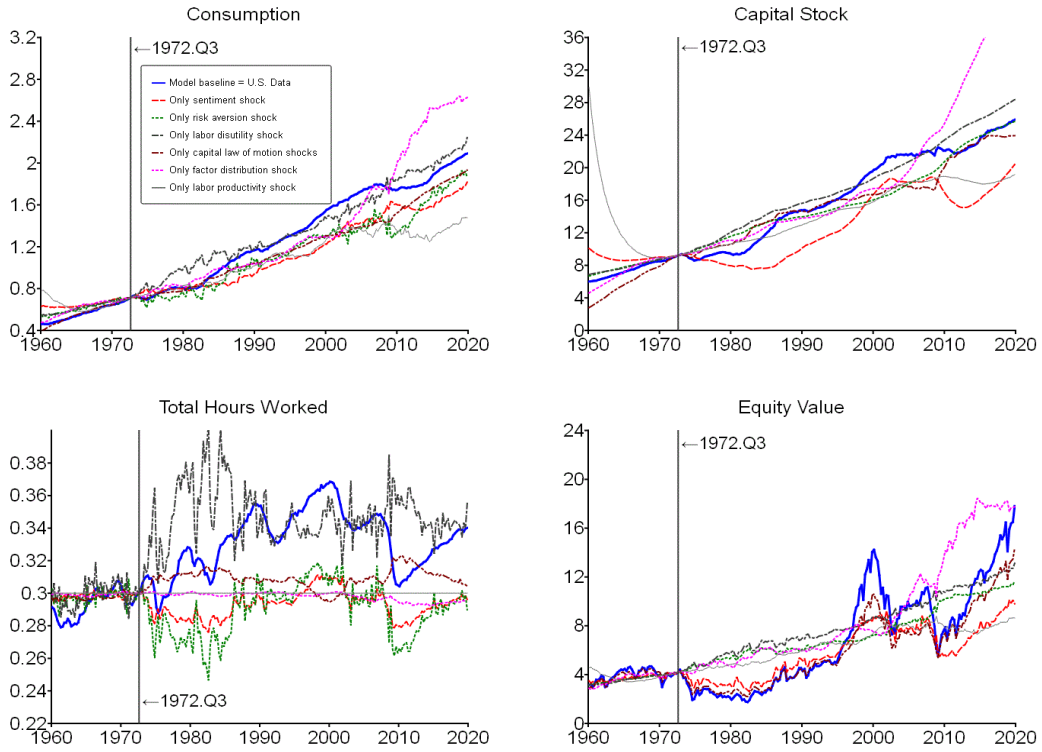 Consumption
3.2
2.8
2.4
2
1.6
1.2
0.8
0.4
1960 1970 1980 1990 2000 2010 2020
←1972.Q3
Model baseline = U.S. Data
Only sentiment shock
Only risk aversion shock
Only labor disutility shock
Only capital law of motion shocks
Only factor distribution shock
Only labor productivity shock
Capital Stock
36
32
28
24
20
16
12
8
4
0
1960 1970 1980 1990 2000 2010 2020
←1972.Q3
Total Hours Worked
0.38
0.36
0.34
0.32
0.3
0.28
0.26
0.24
0.22
1960 1970 1980 1990 2000 2010 2020
←1972.Q3
Equity Value
24
20
16
12
8
4
0
1960 1970 1980 1990 2000 2010 2020
←1972.Q3